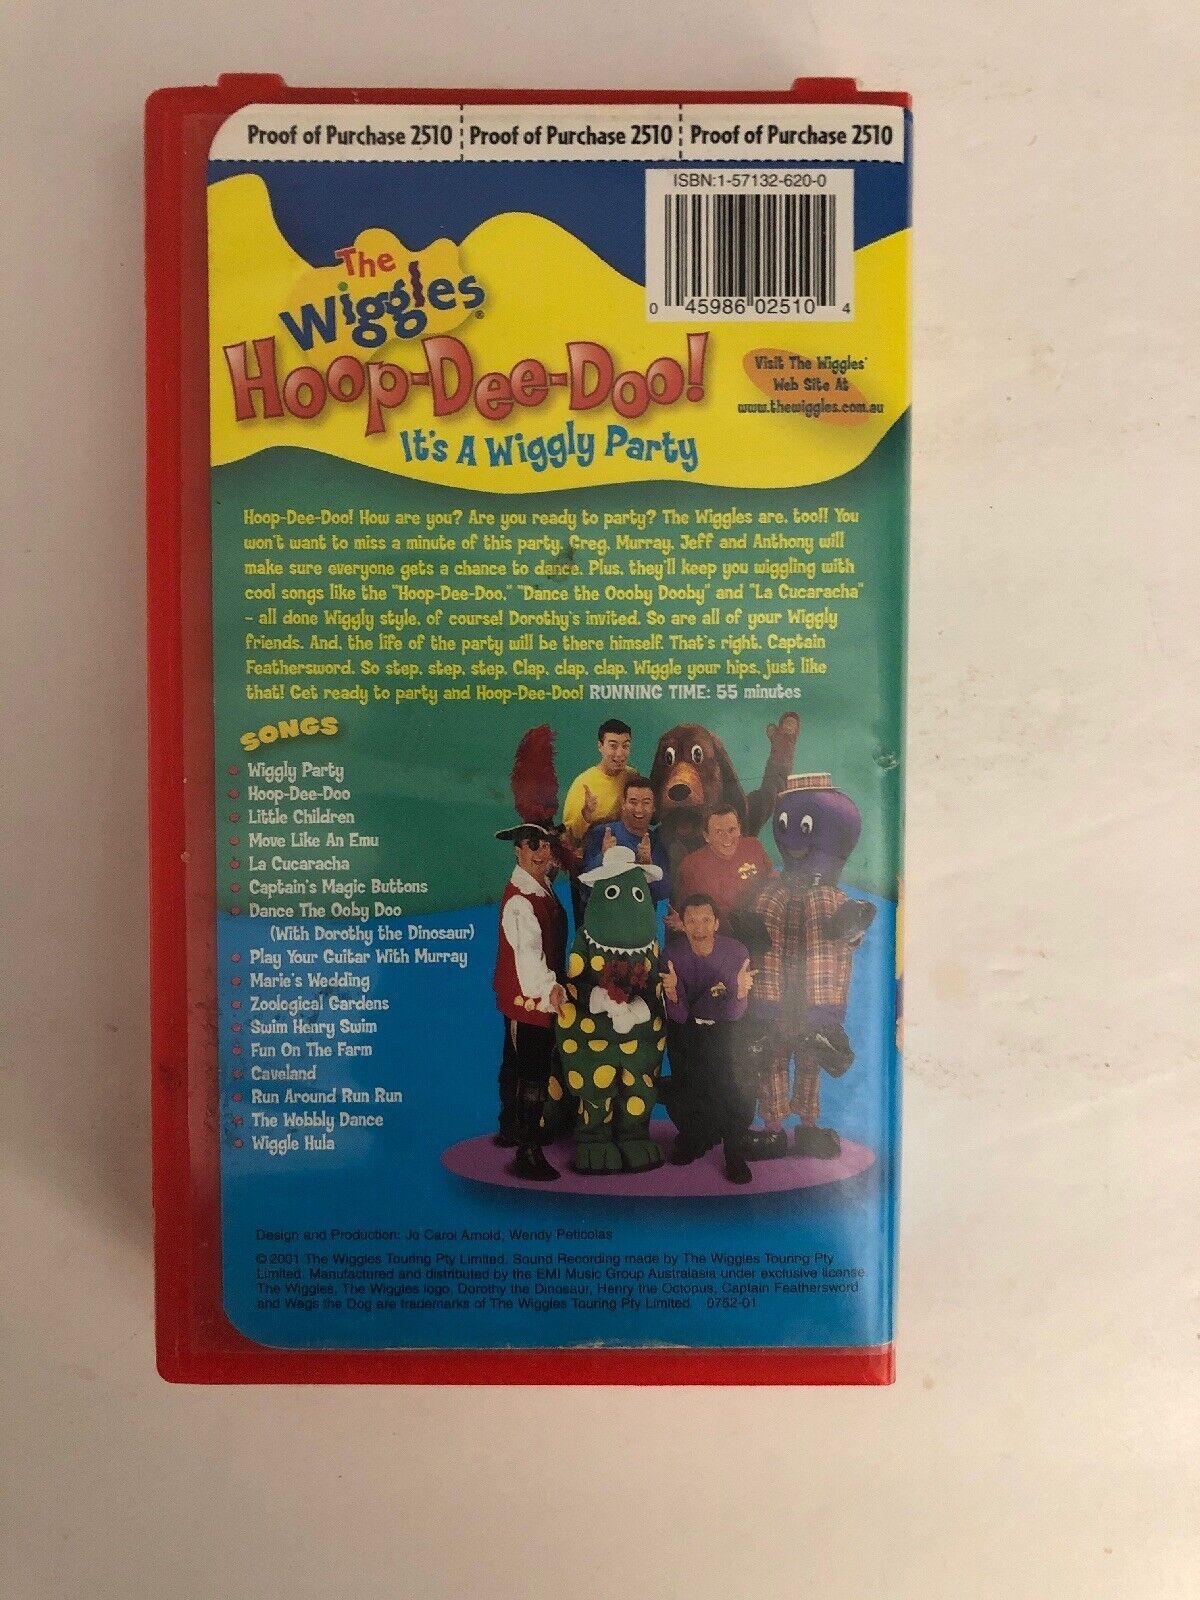 Proof of Purchase 2510 Proof of Purchase 2510 Proof of Purchase 2510
ISBN:1-57132-620-0
0 45986 02510 4
The
Wiggles®
Hoop-Dee-Doo!
It's A Wiggly Party
Visit The Wiggles'
Web Site At
www.thewiggles.com.au
Hoop-Dee-Doo! How are you? Are you ready to party? The Wiggles are, too!! You
won't want to miss a minute of this party. Greg, Murray, Jeff and Anthony will
make sure everyone gets a chance to dance. Plus, they'll keep you wiggling with
cool songs like the "Hoop-Dee-Doo," "Dance the Oooby Dooby" and "La Cucaracha"
- all done Wiggly style, of course! Dorothy's invited. So are all of your Wiggly
friends. And, the life of the party will be there himself. That's right, Captain
Feathersword. So step, step, step. Clap, clap, clap. Wiggle your hips, just like
that! Get ready to party and Hoop-Dee-Doo! RUNNING TIME: 55 minutes
SONGS
• Wiggly Party
• Hoop-Dee-Doo
• Little Children
• Move Like An Emu
• La Cucaracha
• Captain's Magic Buttons
• Dance The Ooby Doo
(With Dorothy the Dinosaur)
• Play Your Guitar With Murray
• Marie's Wedding
• Zoological Gardens
• Swim Henry Swim
• Fun On The Farm
• Caveland
• Run Around Run Run
• The Wobbly Dance
• Wiggle Hula
Design and Production: Jo Carol Arnold, Wendy Peticolas
©2001 The Wiggles Touring Pty Limited. Sound Recording made by The Wiggles Touring Pty
Limited. Manufactured and distributed by the EMI Music Group Australasia under exclusive license.
The Wiggles, The Wiggles logo, Dorothy the Dinosaur, Henry the Octopus, Captain Feathersword
and Wags the Dog are trademarks of The Wiggles Touring Pty Limited. 0752-01